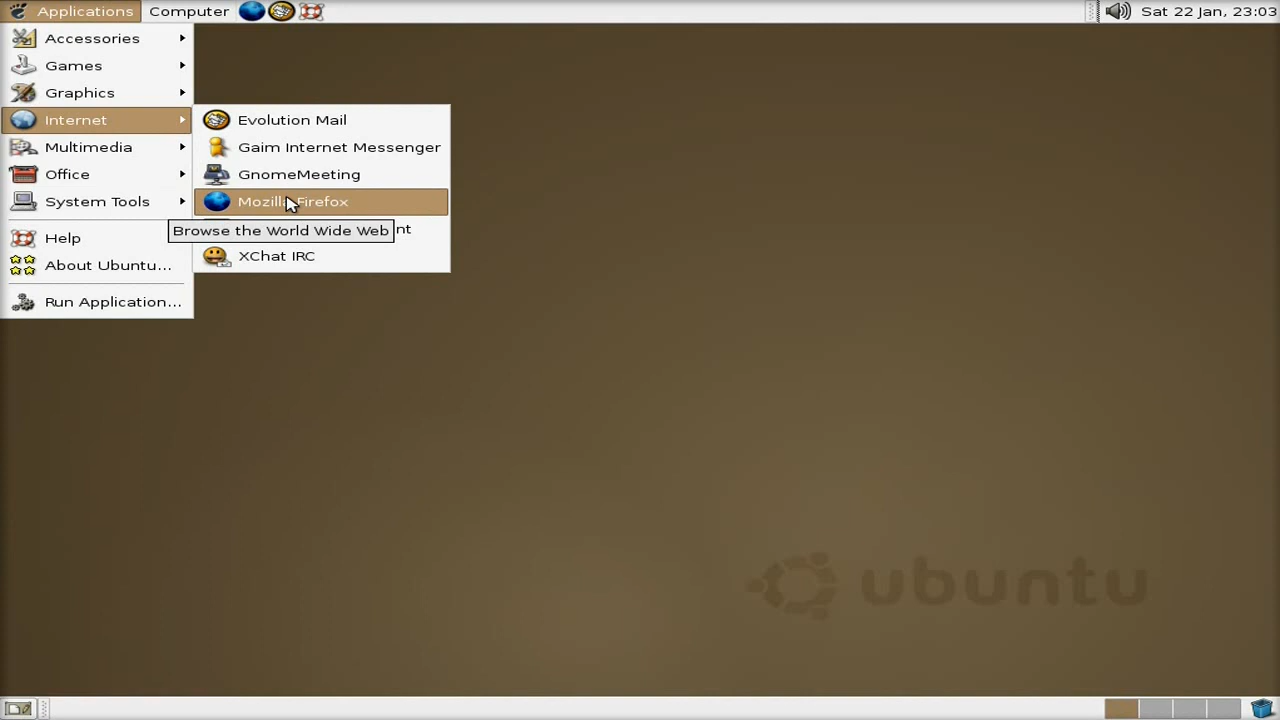 Applications Computer Sat 22 Jan, 23:03
Accessories
Games
Graphics
Internet
Multimedia
Office
System Tools
Help
About Ubuntu...
Run Application...
Evolution Mail
Gaim Internet Messenger
GnomeMeeting
Mozilla Firefox
Browse the World Wide Web
XChat IRC
ubuntu